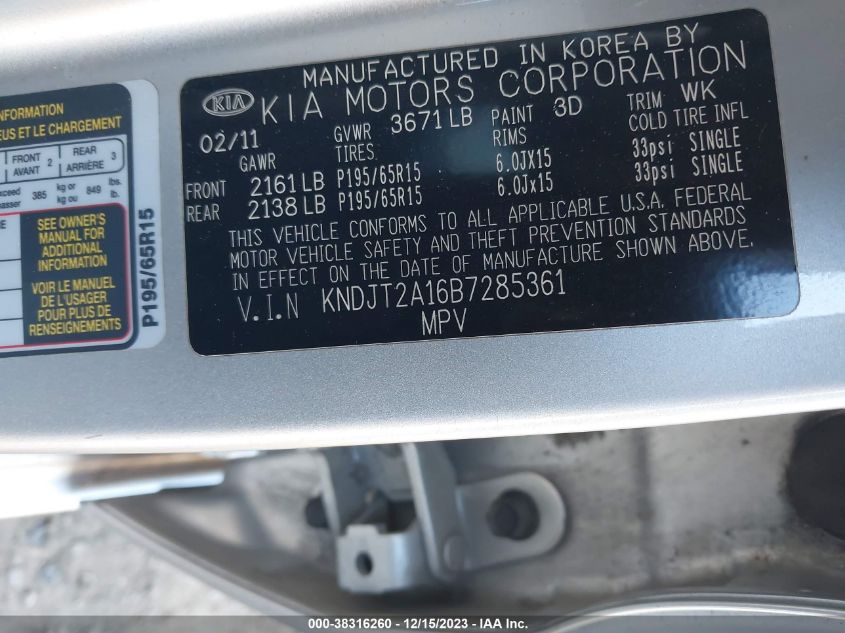 MANUFACTURED IN KOREA BY
KIA KIA MOTORS CORPORATION
02/11 GVWR 3671 LB PAINT 3D TRIM WK
GAWR TIRES RIMS COLD TIRE INFL
FRONT 2161 LB P195/65R15 6.0JX15 33psi SINGLE
REAR 2138 LB P195/65R15 6.0Jx15 33psi SINGLE
THIS VEHICLE CONFORMS TO ALL APPLICABLE U.S.A. FEDERAL
MOTOR VEHICLE SAFETY AND THEFT PREVENTION STANDARDS
IN EFFECT ON THE DATE OF MANUFACTURE SHOWN ABOVE.
V.I.N KNDJT2A16B7285361
MPV
INFORMATION
ET LE CHARGEMENT
FRONT
AVANT 2
REAR
ARRIÈRE 3
385 kg or
kg ou 849 lbs.
lb.
SEE OWNER'S
MANUAL FOR
ADDITIONAL
INFORMATION
VOIR LE MANUEL
DE L'USAGER
POUR PLUS DE
RENSEIGNEMENTS
P195/65R15
000-38316260 - 12/15/2023 - IAA Inc.